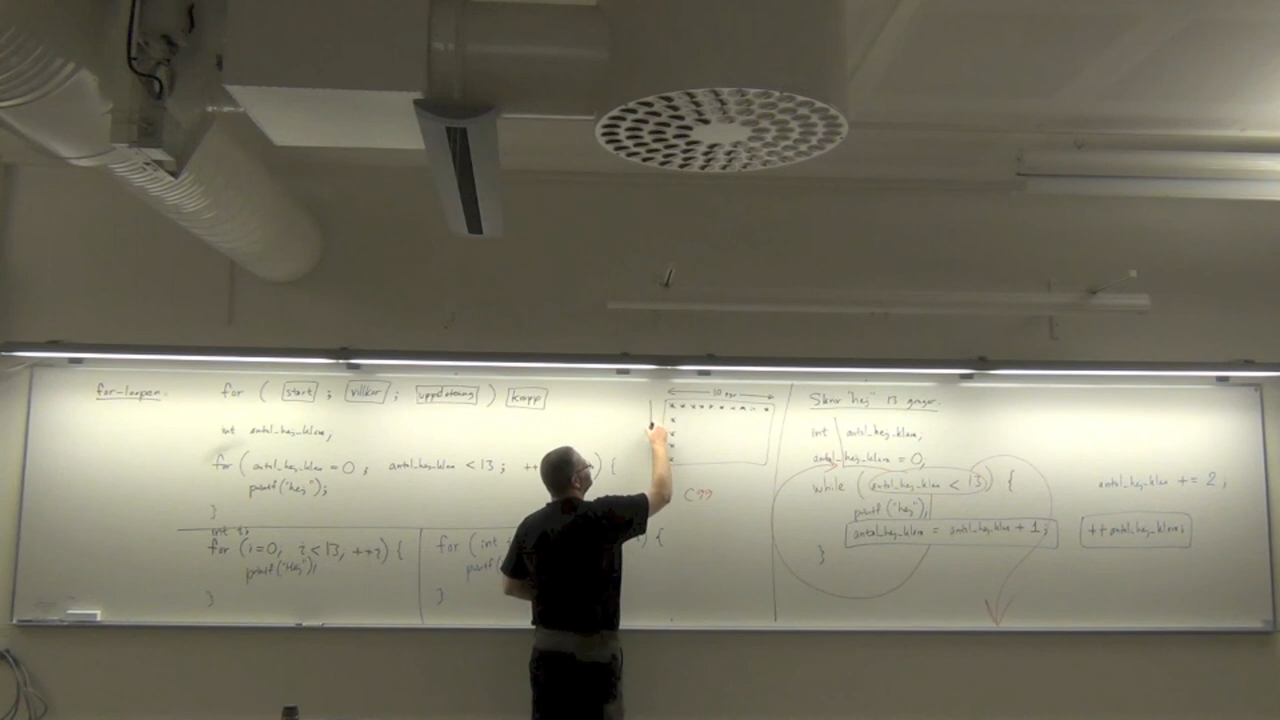 for-loopen.
for ( start ; villkor ; uppdatering ) kropp
int antal_hej_klara;
for ( antal_hej_klara = 0 ; antal_hej_klara < 13 ; ++ ) {
printf("hej");
}
int i;
for (i=0; i<13; ++i) {
printf("Hej");
}
for (int {
printf(
}
x x x x x x x x x x
x
x
x
x
C99
Skriv "hej" 13 gånger.
int antal_hej_klara;
antal_hej_klara = 0;
while (antal_hej_klara < 13) {
printf("hej");
antal_hej_klara = antal_hej_klara + 1;
}
antal_hej_klara += 2;
++antal_hej_klara;